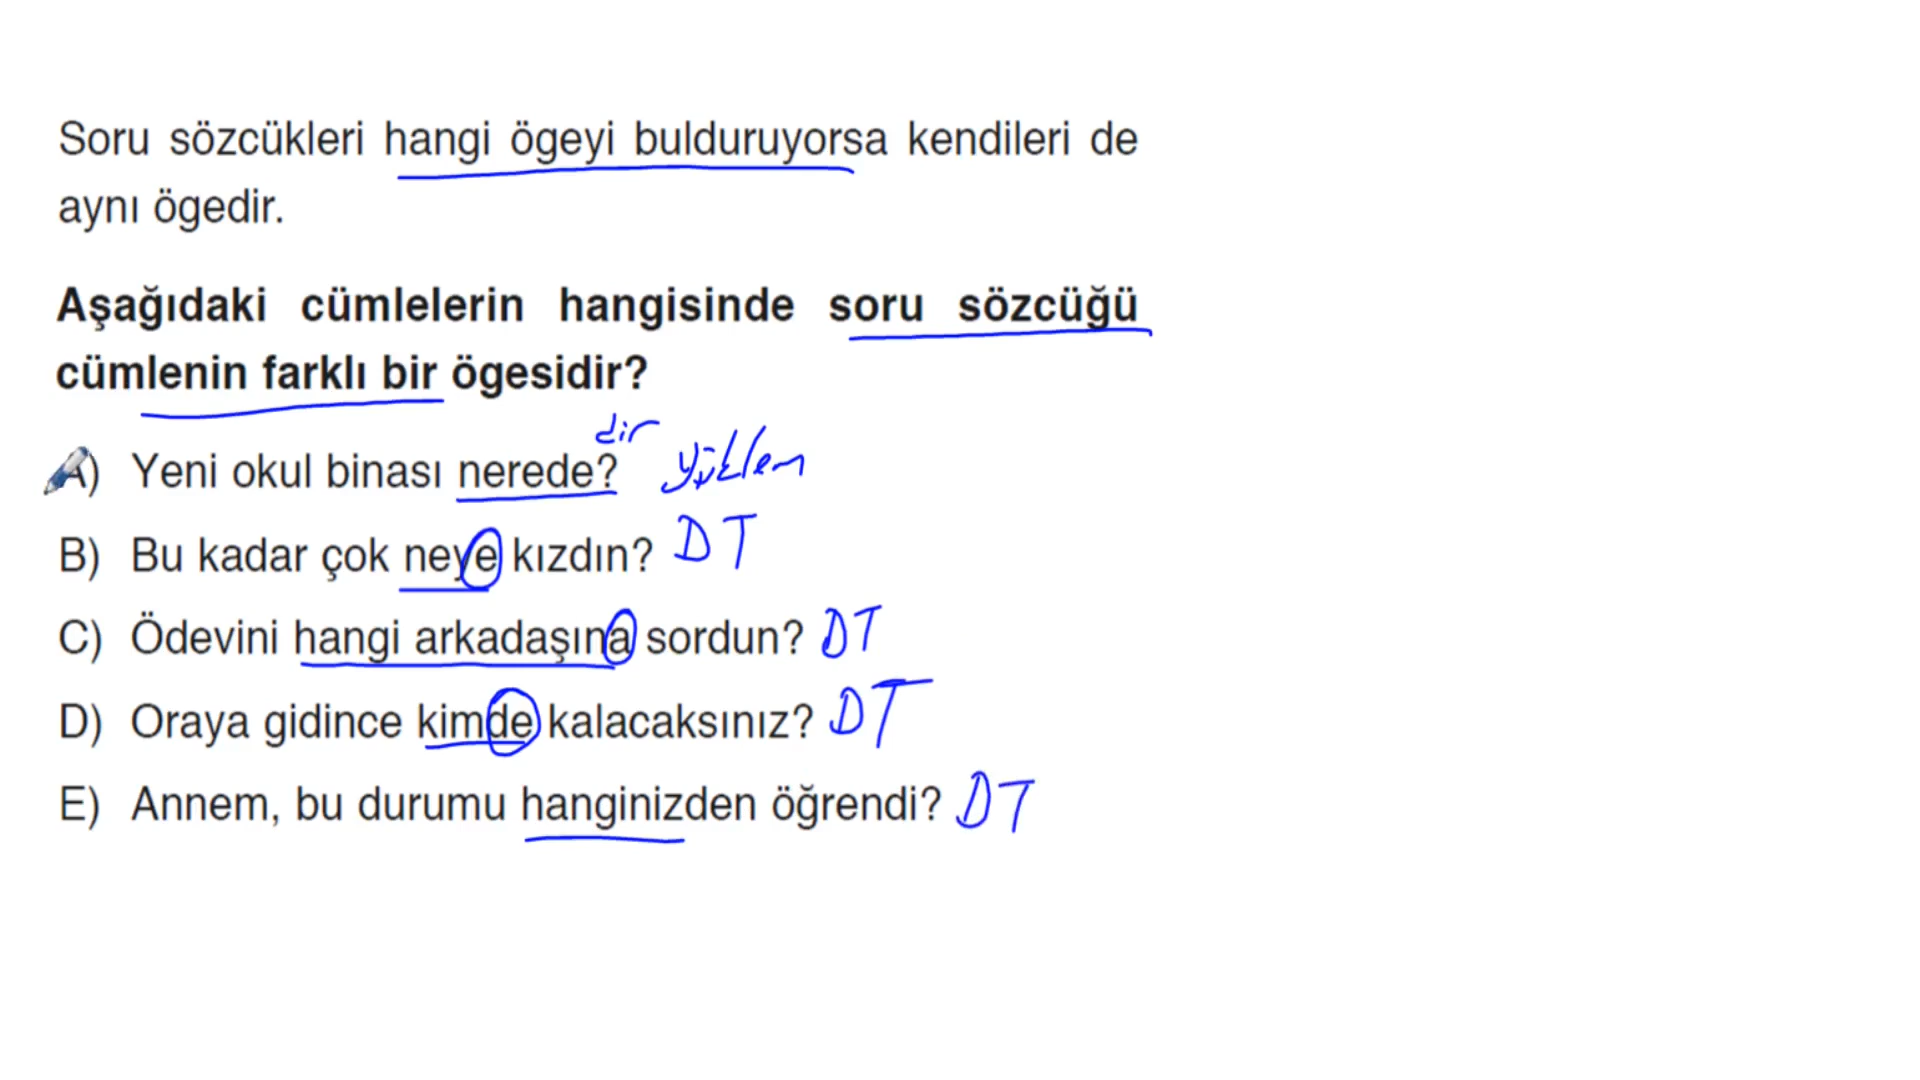 Soru sözcükleri hangi ögeyi bulduruyorsa kendileri de
aynı ögedir.
Aşağıdaki cümlelerin hangisinde soru sözcüğü
cümlenin farklı bir ögesidir?
dir
A) Yeni okul binası nerede? yüklem
B) Bu kadar çok neye kızdın? DT
C) Ödevini hangi arkadaşına sordun? DT
D) Oraya gidince kimde kalacaksınız? DT
E) Annem, bu durumu hanginizden öğrendi? DT